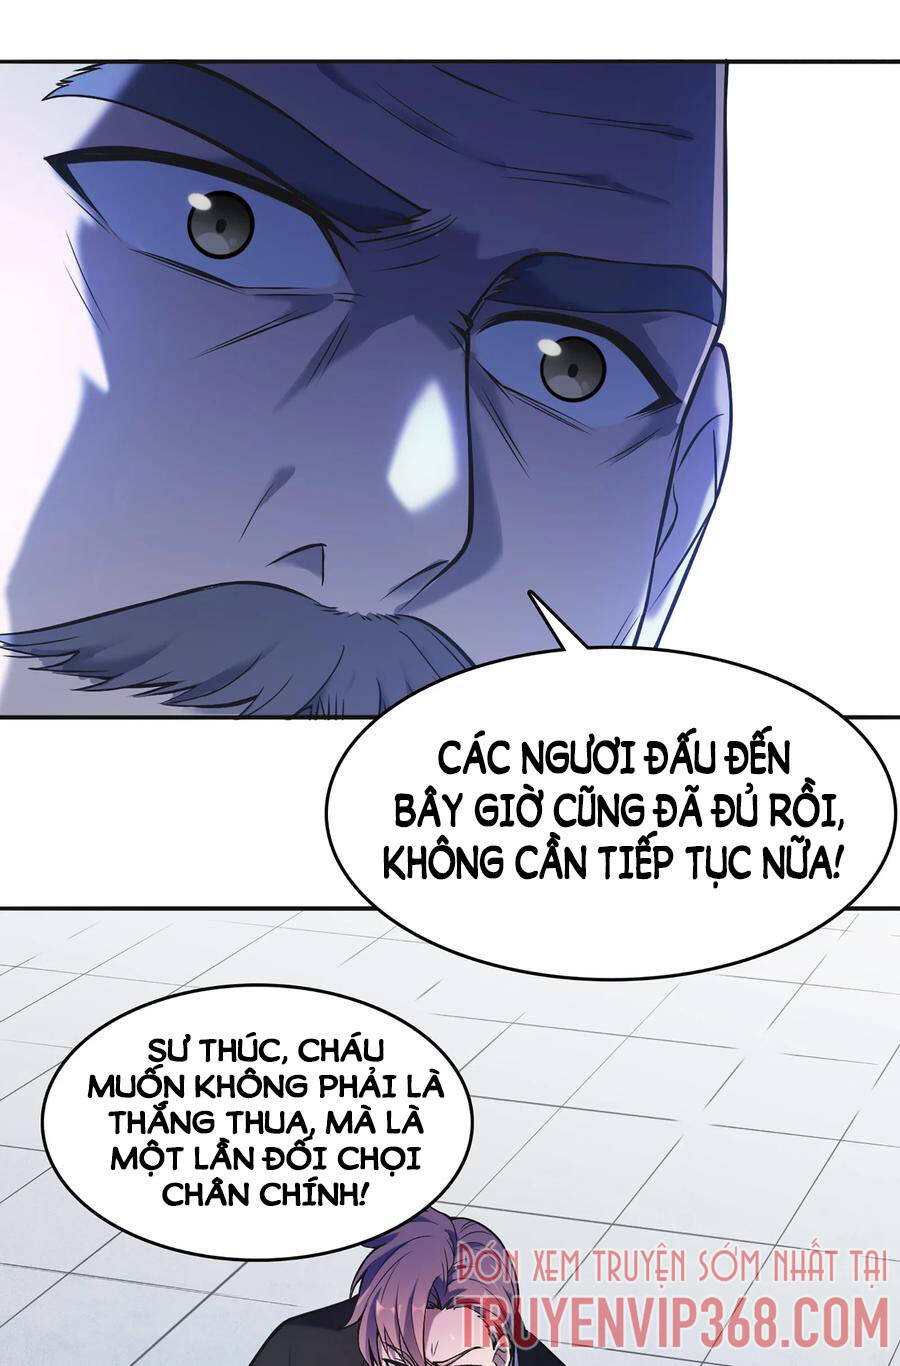 CÁC NGƯƠI ĐẤU ĐẾN
BÂY GIỜ CŨNG ĐÃ ĐỦ RỒI,
KHÔNG CẦN TIẾP TỤC NỮA!
SƯ THÚC, CHÁU
MUỐN KHÔNG PHẢI LÀ
THẮNG THUA, MÀ LÀ
MỘT LẦN ĐỐI CHỌI
CHÂN CHÍNH!
ĐÓN XEM TRUYỆN SỚM NHẤT TẠI
TRUYENVIP368.COM